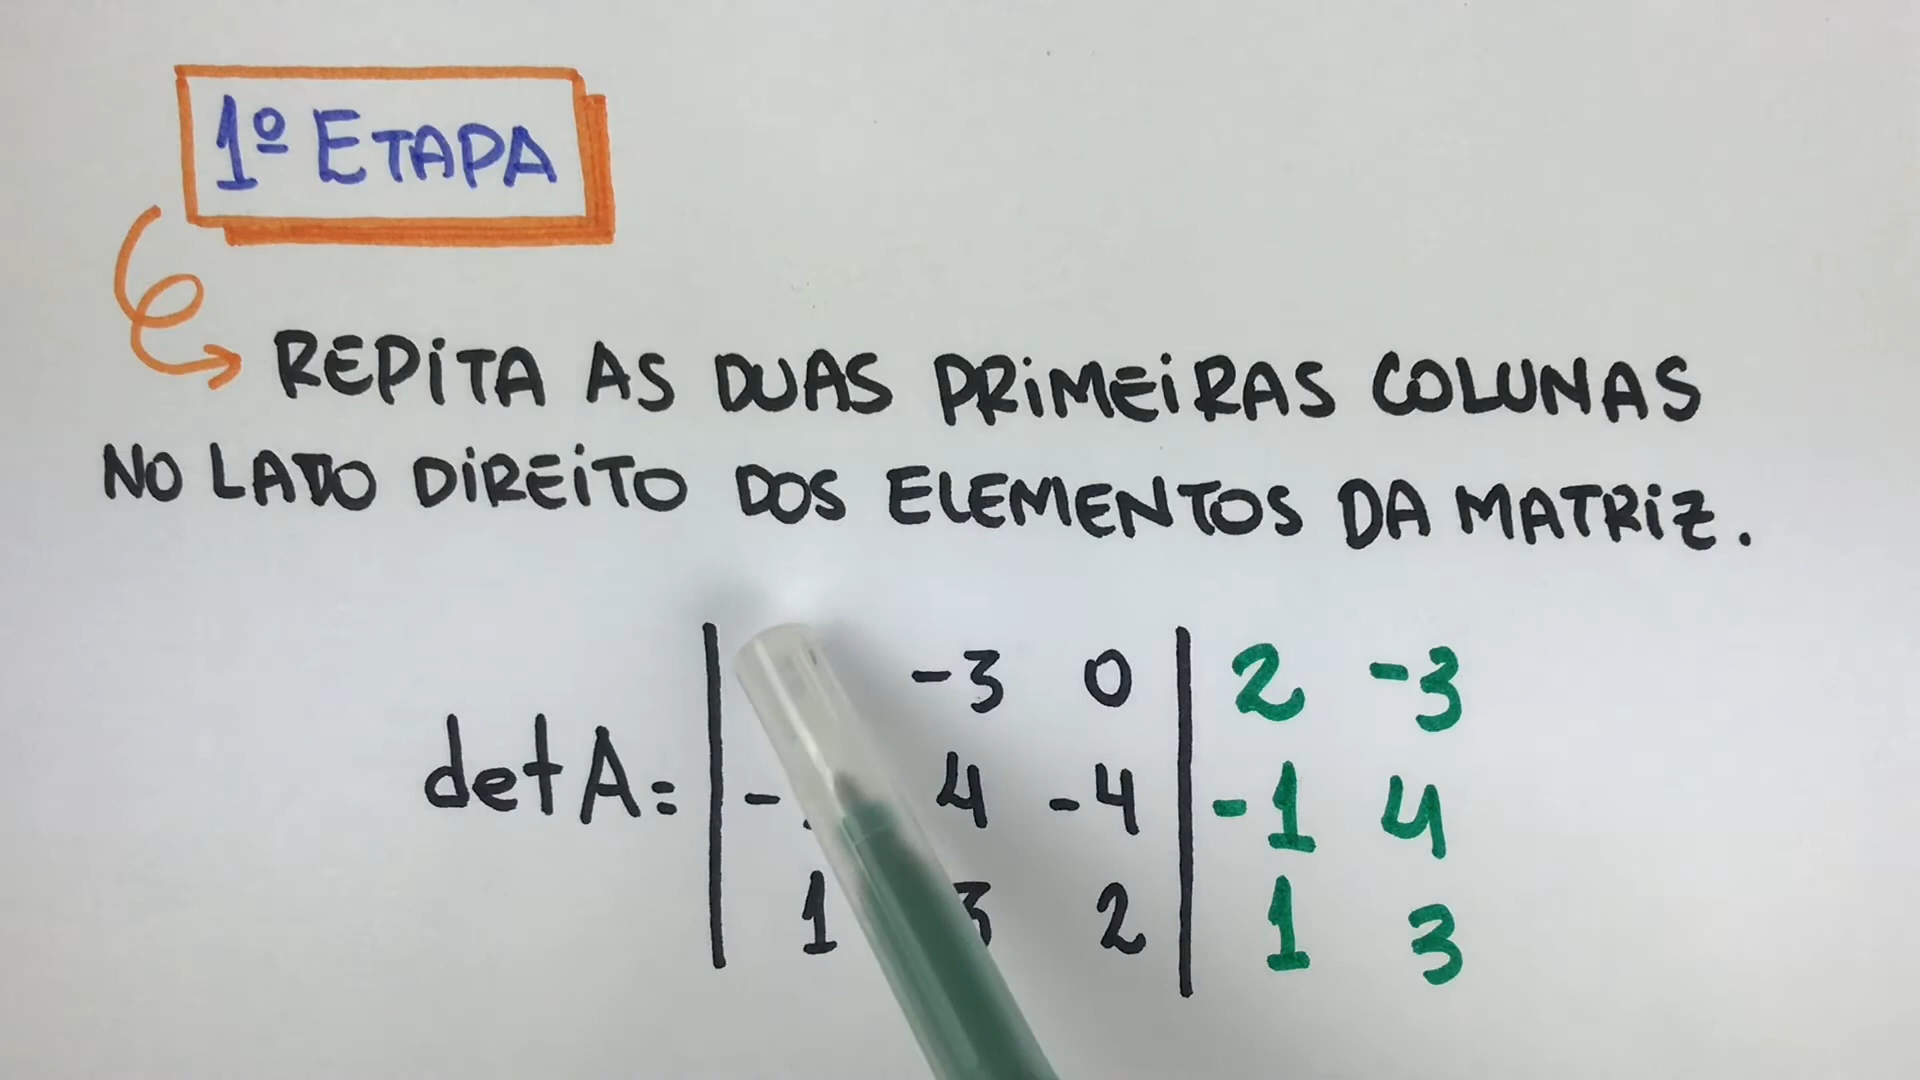 1º ETAPA
REPITA AS DUAS PRIMEIRAS COLUNAS
NO LADO DIREITO DOS ELEMENTOS DA MATRIZ.
-3 0 | 2 -3
det A = | - 4 -4 | -1 4
1 3 2 | 1 3